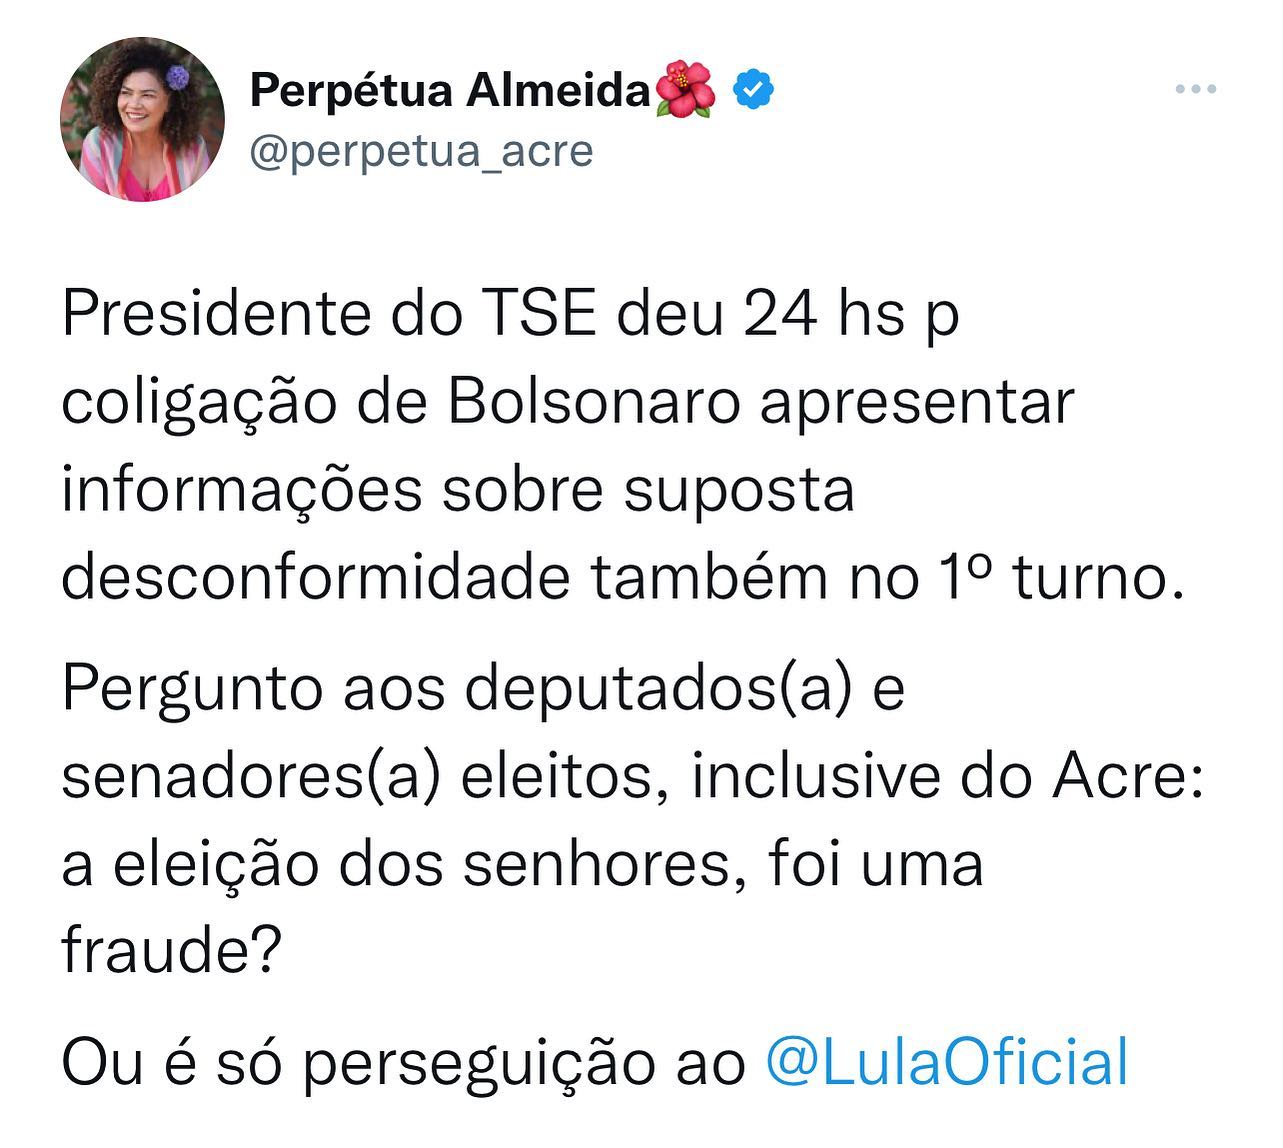 Perpétua Almeida🌺
@perpetua_acre
Presidente do TSE deu 24 hs p
coligação de Bolsonaro apresentar
informações sobre suposta
desconformidade também no 1º turno.
Pergunto aos deputados(a) e
senadores(a) eleitos, inclusive do Acre:
a eleição dos senhores, foi uma
fraude?
Ou é só perseguição ao @LulaOficial